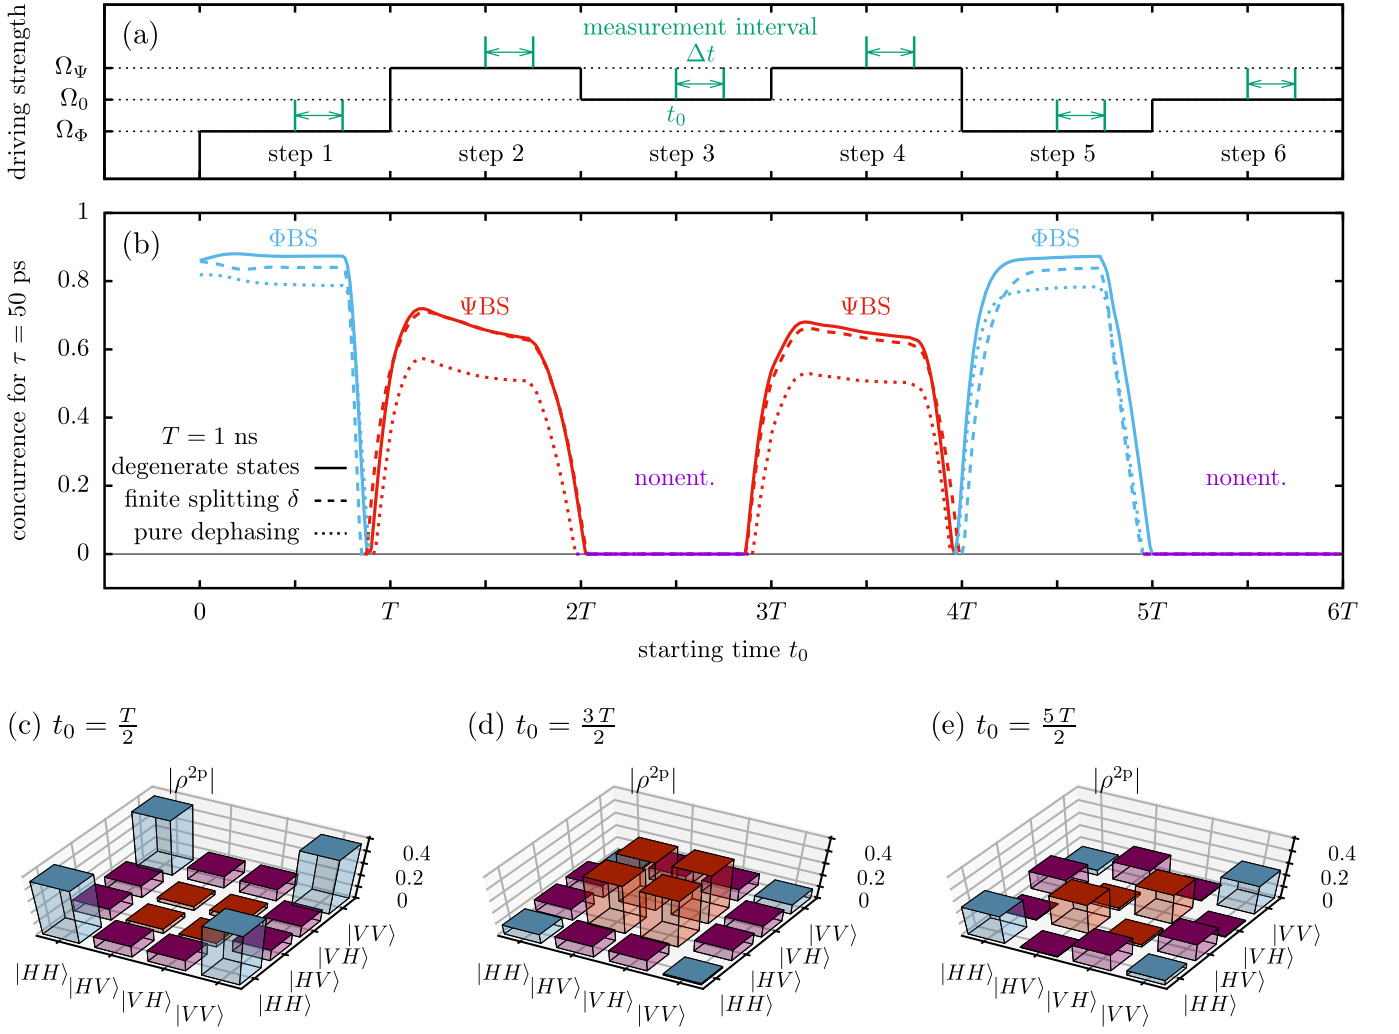 driving strength
(a)
measurement interval
Δt
Ω_Ψ
Ω_0
t_0
Ω_Φ
step 1 step 2 step 3 step 4 step 5 step 6
concurrence for τ = 50 ps
1
0.8
0.6
0.4
0.2
0
(b)
ΦBS
ΨBS
ΨBS
ΦBS
T = 1 ns
degenerate states
finite splitting δ
pure dephasing
nonent.
nonent.
0 T 2T 3T 4T 5T 6T
starting time t_0
(c) t_0 = T/2
|ρ^2p|
0.4
0.2
0
|HH⟩ |HV⟩ |VH⟩ |VV⟩
|HH⟩ |HV⟩ |VH⟩ |VV⟩
(d) t_0 = 3T/2
|ρ^2p|
0.4
0.2
0
|HH⟩ |HV⟩ |VH⟩ |VV⟩
|HH⟩ |HV⟩ |VH⟩ |VV⟩
(e) t_0 = 5T/2
|ρ^2p|
0.4
0.2
0
|HH⟩ |HV⟩ |VH⟩ |VV⟩
|HH⟩ |HV⟩ |VH⟩ |VV⟩